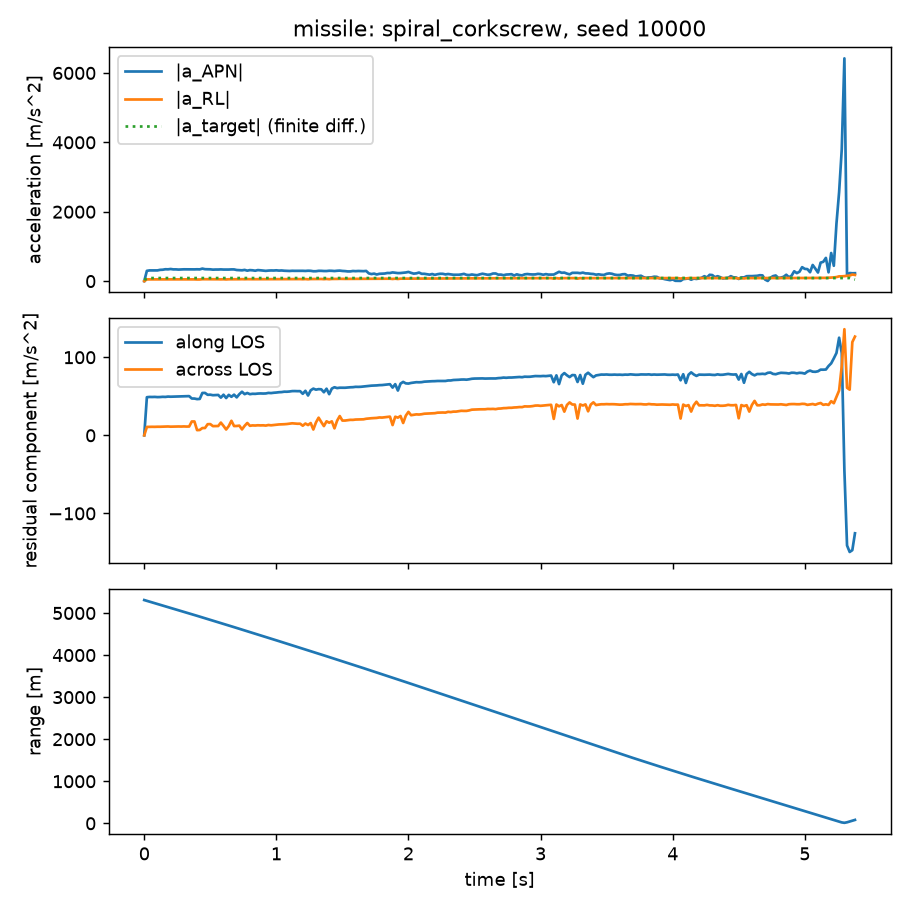 missile: spiral_corkscrew, seed 10000
acceleration [m/s^2]
6000
4000
2000
0
|a_APN|
|a_RL|
|a_target| (finite diff.)
residual component [m/s^2]
100
0
−100
along LOS
across LOS
range [m]
5000
4000
3000
2000
1000
0
0 1 2 3 4 5
time [s]